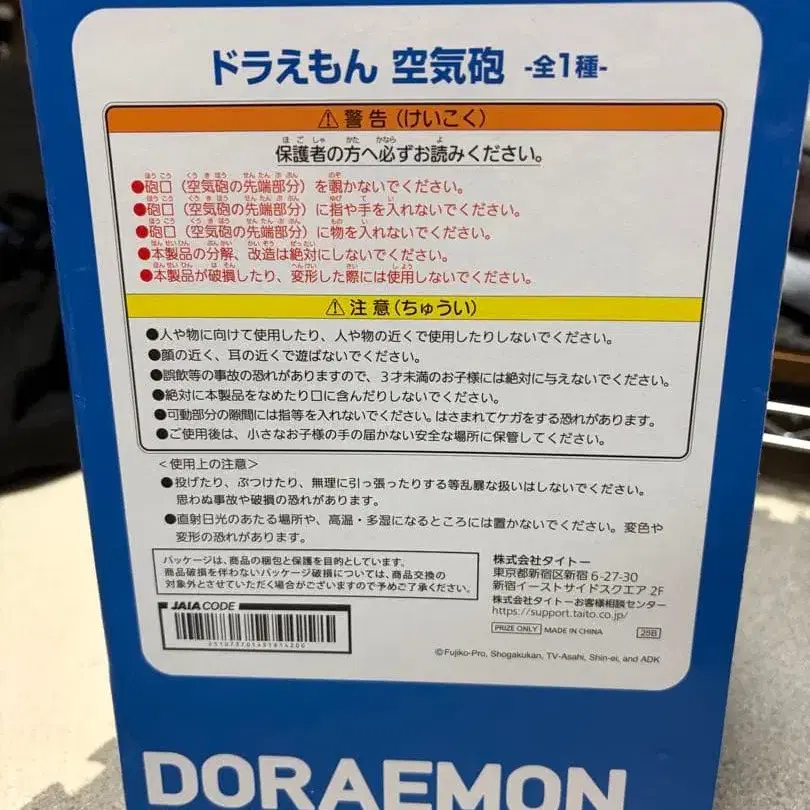 ドラえもん 空気砲 -全1種-
⚠警告(けいこく)
保護者の方へ必ずお読みください。
●砲口(空気砲の先端部分)を覗かないでください。
●砲口(空気砲の先端部分)に指や手を入れないでください。
●砲口(空気砲の先端部分)に物を入れないでください。
●本製品の分解、改造は絶対にしないでください。
●本製品が破損したり、変形した際には使用しないでください。
⚠注意(ちゅうい)
●人や物に向けて使用したり、人や物の近くで使用したりしないでください。
●顔の近く、耳の近くで遊ばないでください。
●誤飲等の事故の恐れがありますので、3才未満のお子様には絶対に与えないでください。
●絶対に本製品をなめたり口に含んだりしないでください。
●可動部分の隙間には指等を入れないでください。はさまれてケガをする恐れがあります。
●ご使用後は、小さなお子様の手の届かない安全な場所に保管してください。
<使用上の注意>
●投げたり、ぶつけたり、無理に引っ張ったりする等乱暴な扱いはしないでください。
思わぬ事故や破損の恐れがあります。
●直射日光のあたる場所や、高温・多湿になるところには置かないでください。変色や
変形の恐れがあります。
パッケージは、商品の梱包と保護を目的としています。
商品破損を伴わないパッケージ破損については、商品交換の
対象外とさせていただく場合がございますので予めご了承ください。
JAIA CODE
株式会社タイトー
東京都新宿区新宿 6-27-30
新宿イーストサイドスクエア 2F
株式会社タイトーお客様相談センター
https://support.taito.co.jp/
PRIZE ONLY MADE IN CHINA 25B
©Fujiko-Pro, Shogakukan, TV-Asahi, Shin-ei, and ADK
DORAEMON